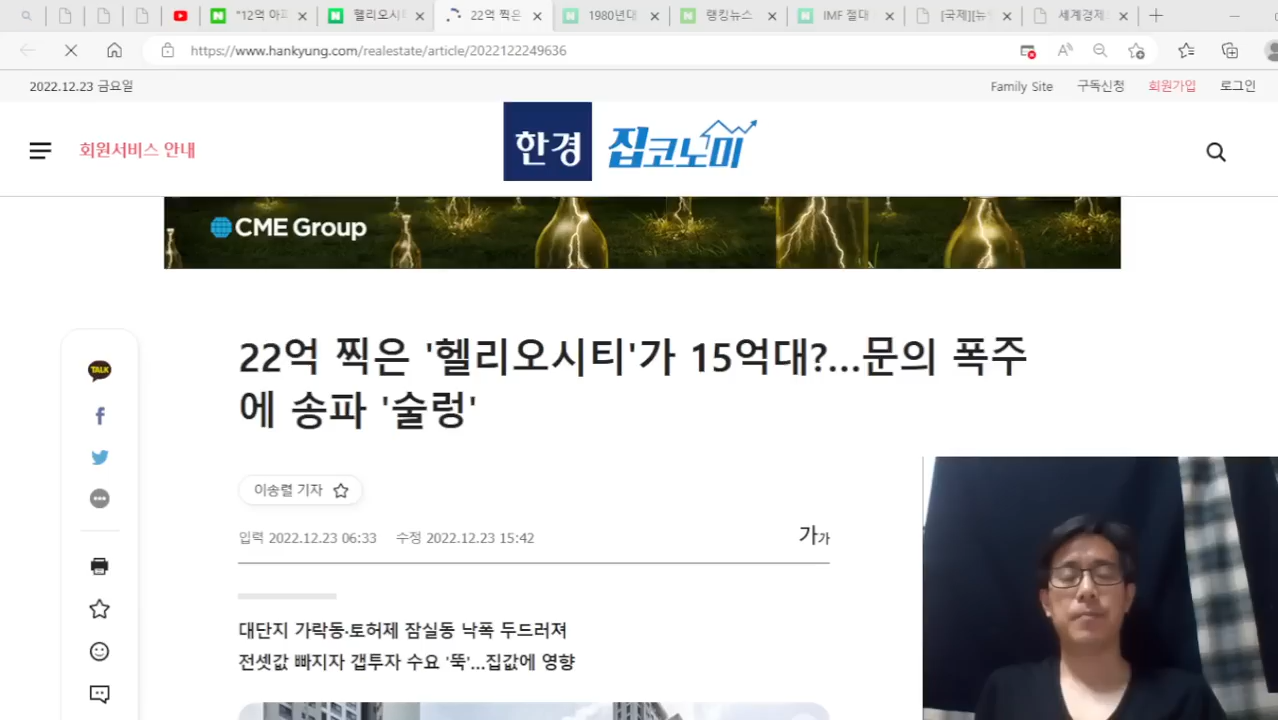 "12억 아파
헬리오시티
22억 찍은
1980년대
랭킹뉴스
IMF 절대
[국제][뉴
세계경제
https://www.hankyung.com/realestate/article/2022122249636
2022.12.23 금요일
Family Site 구독신청 회원가입 로그인
회원서비스 안내
한경 집코노미
CME Group
22억 찍은 '헬리오시티'가 15억대?...문의 폭주
에 송파 '술렁'
TALK
이송렬 기자
입력 2022.12.23 06:33 수정 2022.12.23 15:42
가가
대단지 가락동·토허제 잠실동 낙폭 두드러져
전셋값 빠지자 갭투자 수요 '뚝'...집값에 영향